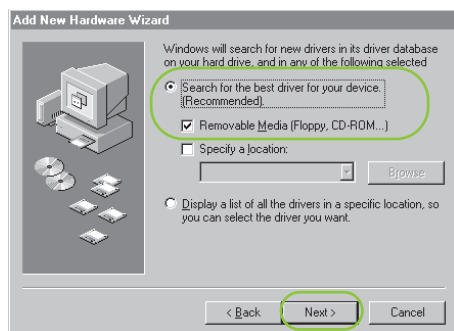 Add New Hardware Wizard
Windows will search for new drivers in its driver database
on your hard drive, and in any of the following selected
Search for the best driver for your device.
(Recommended).
Removable Media (Floppy, CD-ROM...)
Specify a location:
Browse
Display a list of all the drivers in a specific location, so
you can select the driver you want.
< Back
Next >
Cancel